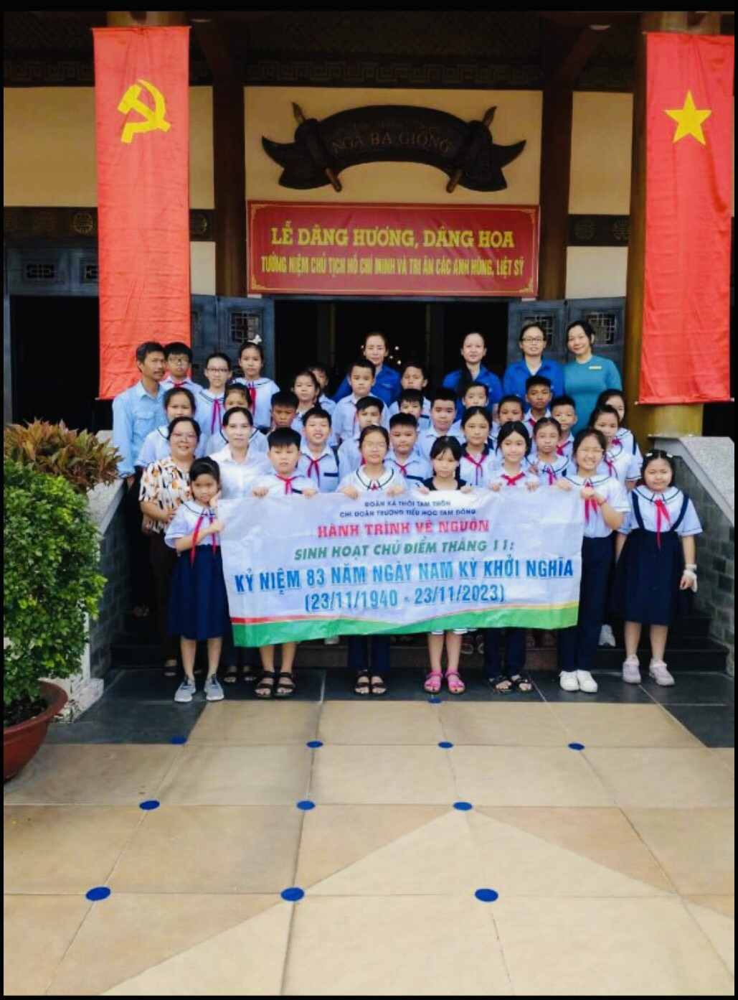 NGÃ BA GIỒNG
LỄ DÂNG HƯƠNG, DÂNG HOA
TƯỞNG NIỆM CHỦ TỊCH HỒ CHÍ MINH VÀ TRI ÂN CÁC ANH HÙNG, LIỆT SỸ
ĐOÀN XÃ THỚI TAM THÔN
CHI ĐOÀN TRƯỜNG TIỂU HỌC TAM ĐÔNG
HÀNH TRÌNH VỀ NGUỒN
SINH HOẠT CHỦ ĐIỂM THÁNG 11:
KỶ NIỆM 83 NĂM NGÀY NAM KỲ KHỞI NGHĨA
(23/11/1940 - 23/11/2023)